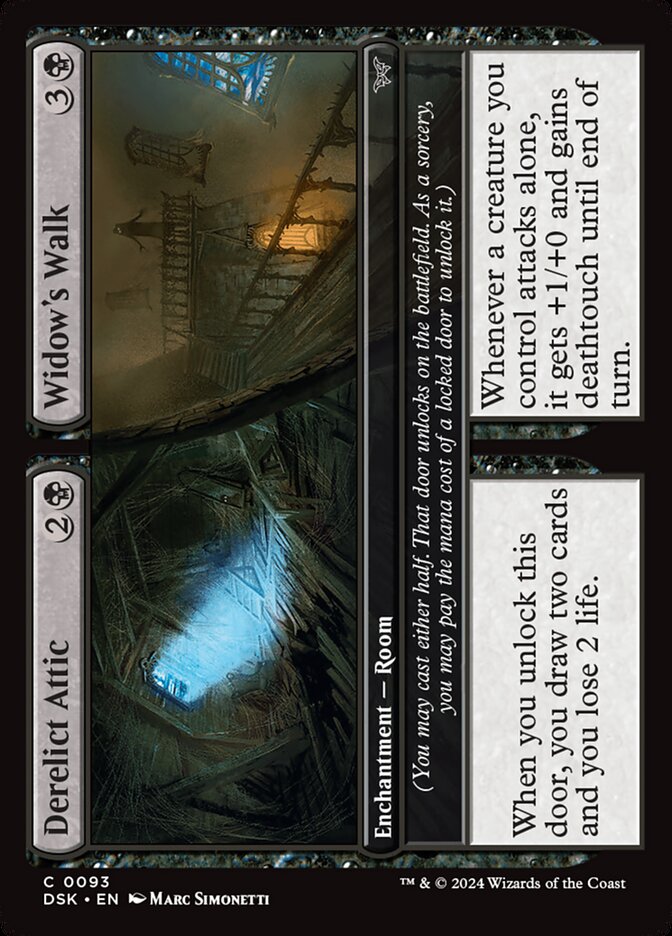 Derelict Attic 2
Widow's Walk 3
Enchantment — Room
(You may cast either half. That door unlocks on the battlefield. As a sorcery,
you may pay the mana cost of a locked door to unlock it.)
When you unlock this
door, you draw two cards
and you lose 2 life.
Whenever a creature you
control attacks alone,
it gets +1/+0 and gains
deathtouch until end of
turn.
C 0093
DSK • EN Marc Simonetti
™ & © 2024 Wizards of the Coast